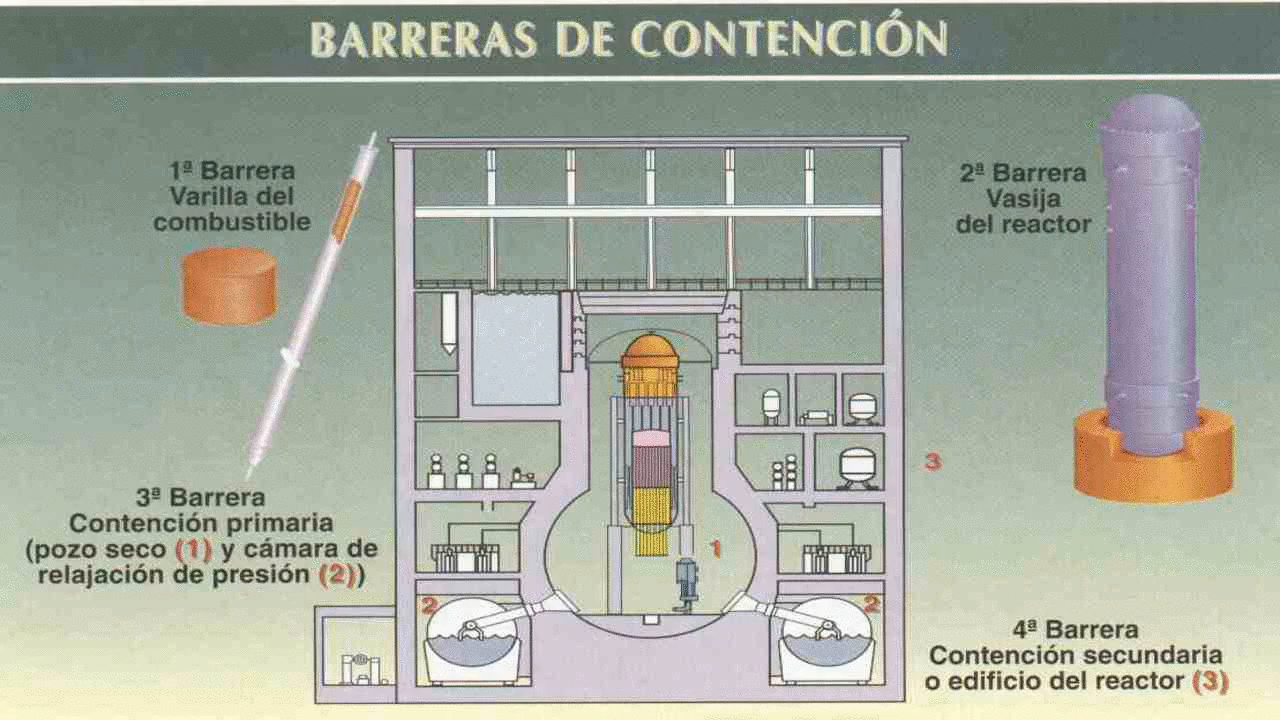 BARRERAS DE CONTENCIÓN
1ª Barrera
Varilla del
combustible
2ª Barrera
Vasija
del reactor
3ª Barrera
Contención primaria
(pozo seco (1) y cámara de
relajación de presión (2))
3
1
2
2
4ª Barrera
Contención secundaria
o edificio del reactor (3)